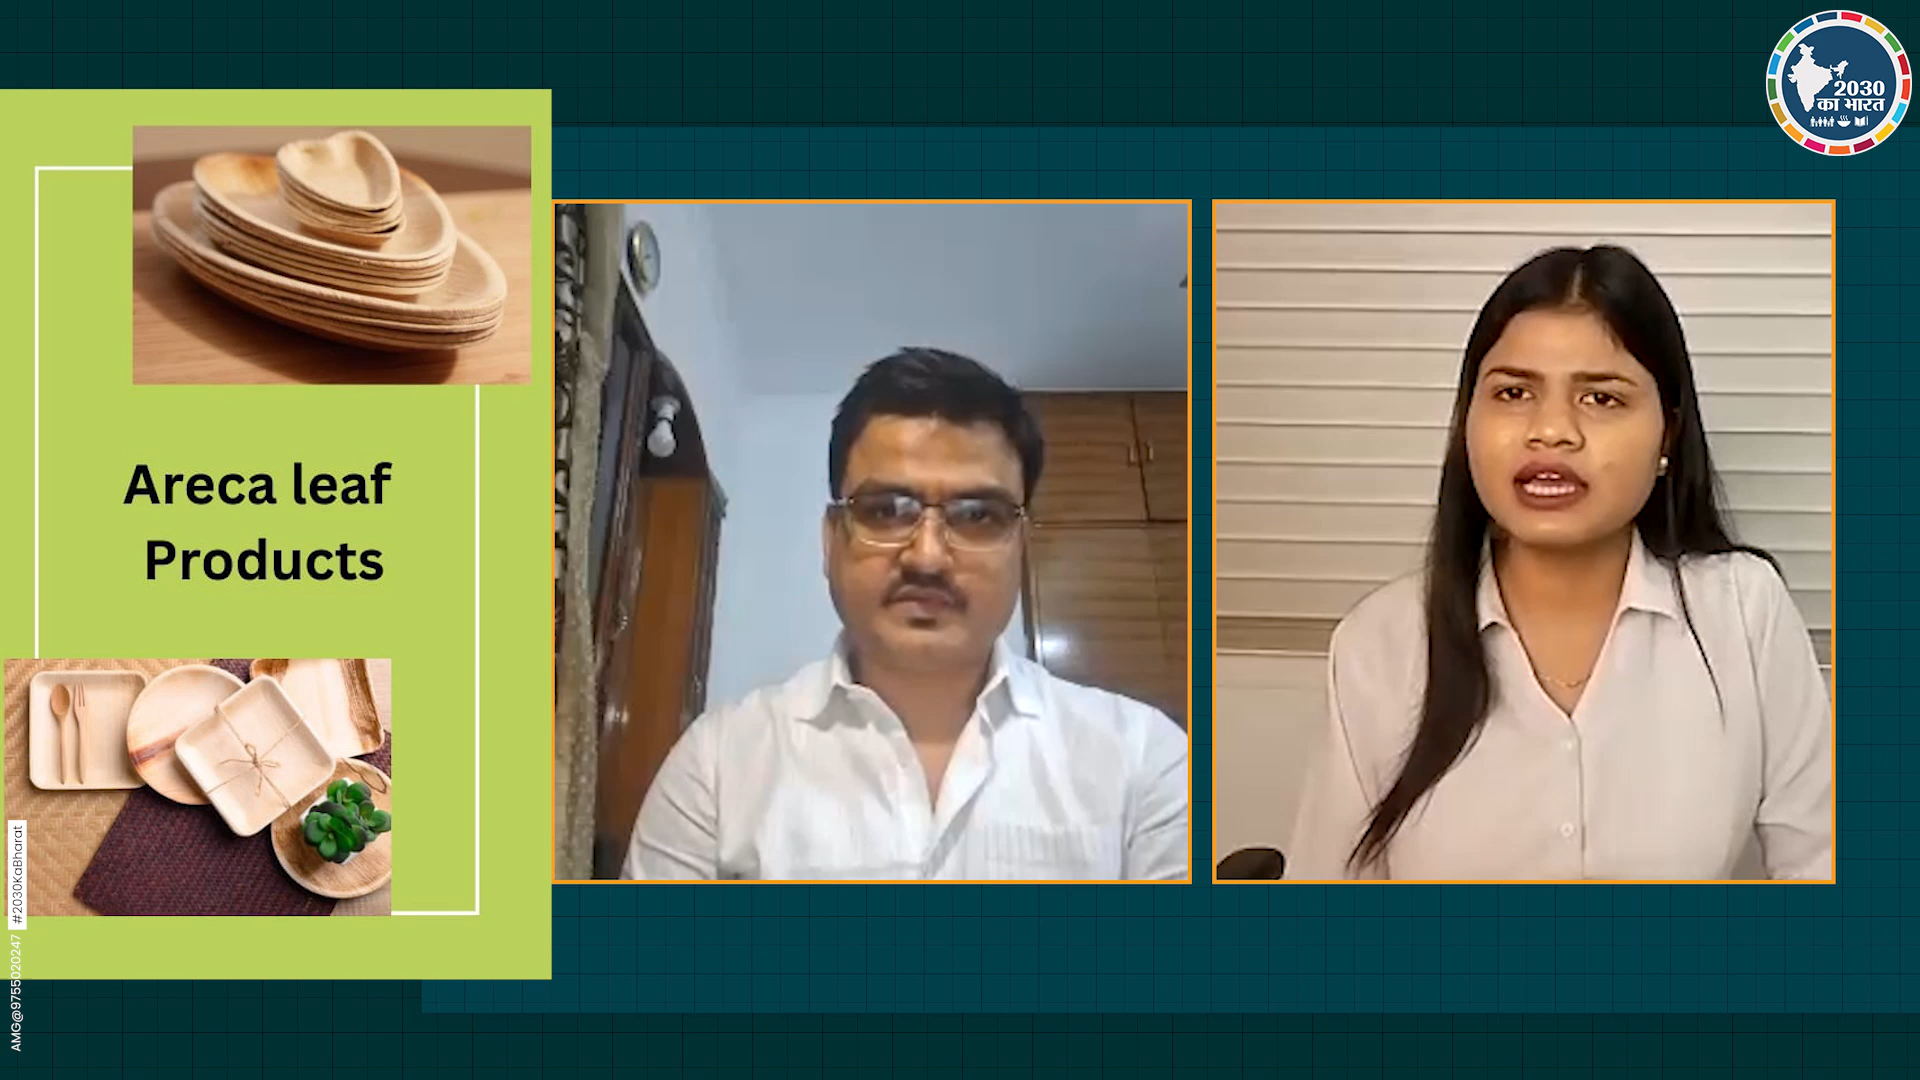 2030
का भारत
Areca leaf
Products
#2030KaBharat
AMG@9755020247